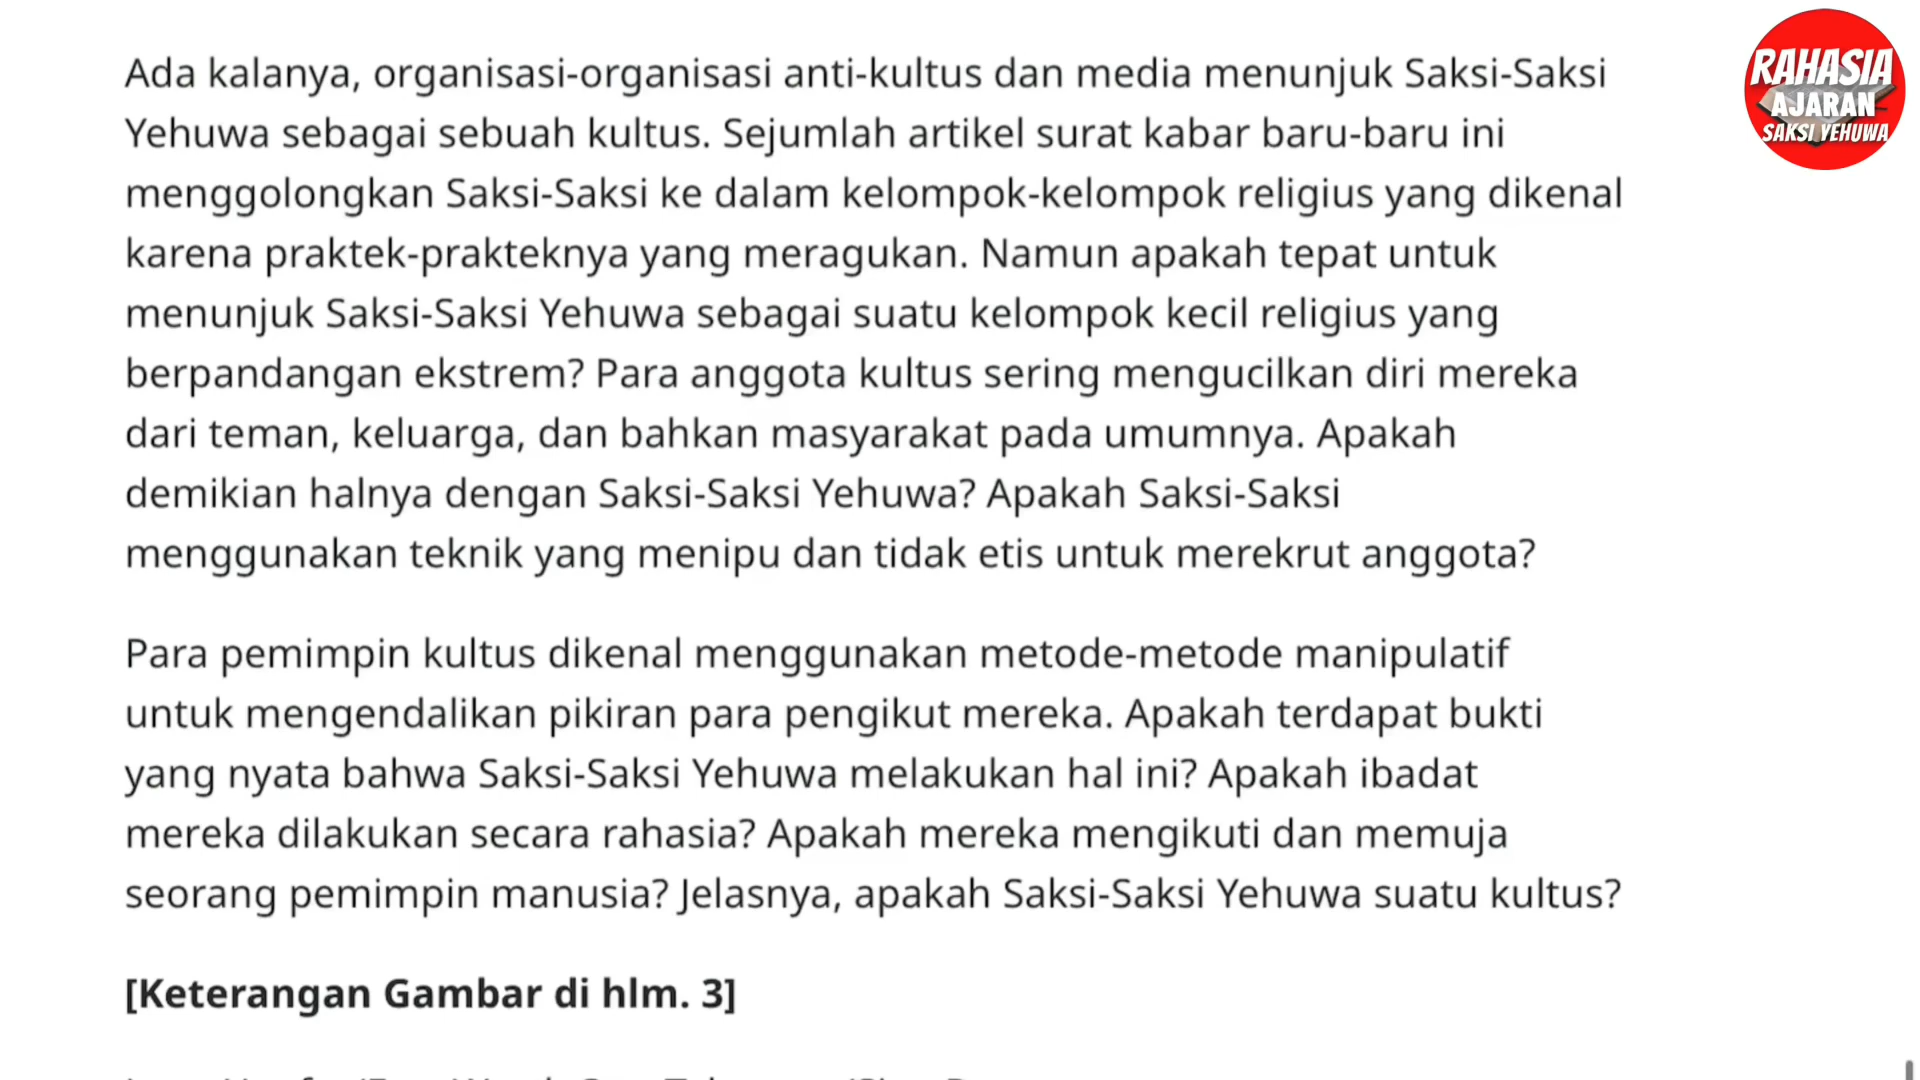 Ada kalanya, organisasi-organisasi anti-kultus dan media menunjuk Saksi-Saksi
Yehuwa sebagai sebuah kultus. Sejumlah artikel surat kabar baru-baru ini
menggolongkan Saksi-Saksi ke dalam kelompok-kelompok religius yang dikenal
karena praktek-prakteknya yang meragukan. Namun apakah tepat untuk
menunjuk Saksi-Saksi Yehuwa sebagai suatu kelompok kecil religius yang
berpandangan ekstrem? Para anggota kultus sering mengucilkan diri mereka
dari teman, keluarga, dan bahkan masyarakat pada umumnya. Apakah
demikian halnya dengan Saksi-Saksi Yehuwa? Apakah Saksi-Saksi
menggunakan teknik yang menipu dan tidak etis untuk merekrut anggota?
Para pemimpin kultus dikenal menggunakan metode-metode manipulatif
untuk mengendalikan pikiran para pengikut mereka. Apakah terdapat bukti
yang nyata bahwa Saksi-Saksi Yehuwa melakukan hal ini? Apakah ibadat
mereka dilakukan secara rahasia? Apakah mereka mengikuti dan memuja
seorang pemimpin manusia? Jelasnya, apakah Saksi-Saksi Yehuwa suatu kultus?
[Keterangan Gambar di hlm. 3]
RAHASIA
AJARAN
SAKSI YEHUWA